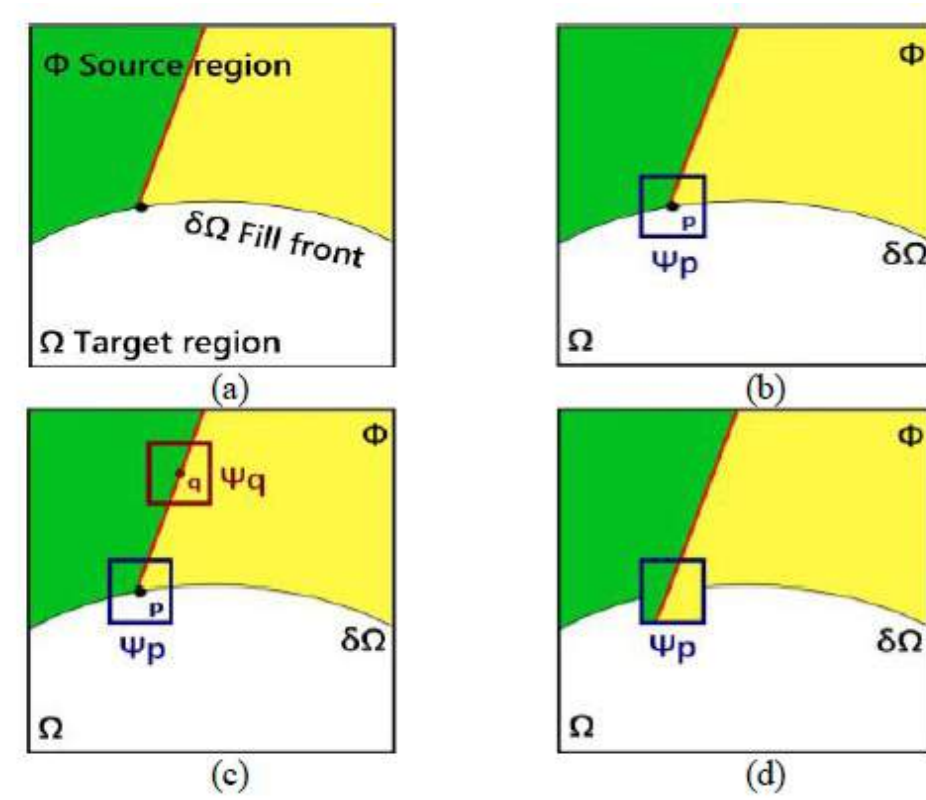 Φ Source region
δΩ Fill front
Ω Target region
(a)
Φ
p
Ψp
δΩ
Ω
(b)
Φ
q
Ψq
p
Ψp
δΩ
Ω
(c)
Φ
Ψp
δΩ
Ω
(d)